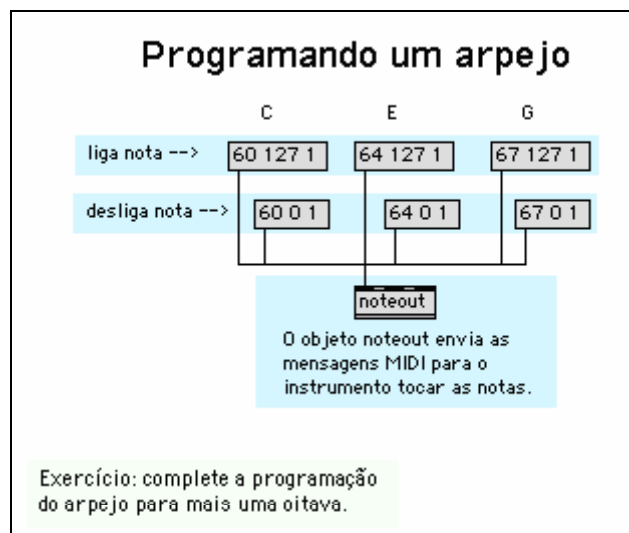 Programando um arpejo
C E G
liga nota --> 60 127 1 64 127 1 67 127 1
desliga nota --> 60 0 1 64 0 1 67 0 1
noteout
O objeto noteout envia as
mensagens MIDI para o
instrumento tocar as notas.
Exercício: complete a programação
do arpejo para mais uma oitava.